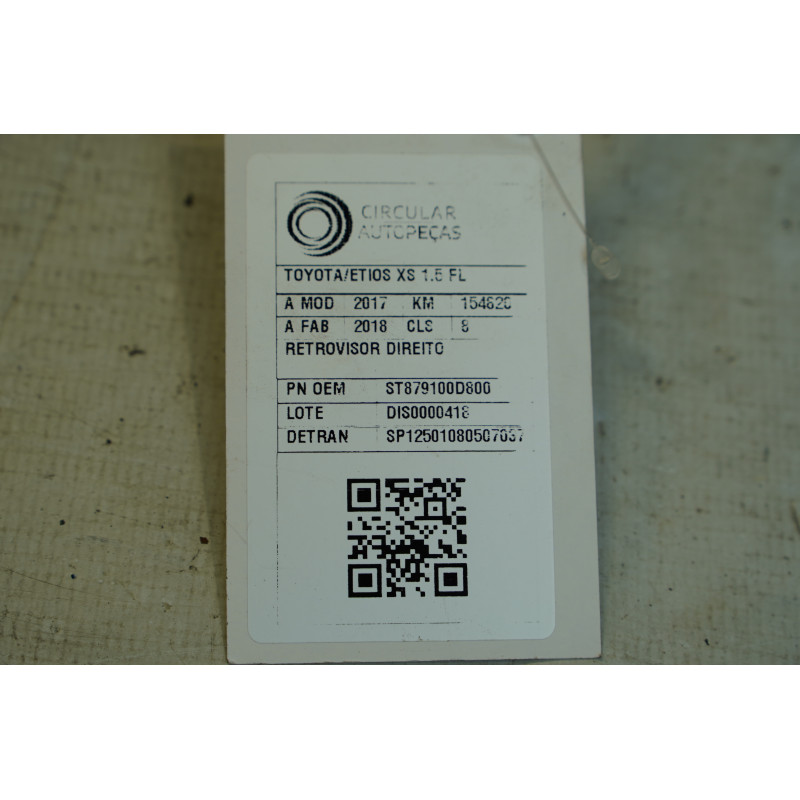 CIRCULAR
AUTOPEÇAS
TOYOTA/ETIOS XS 1.5 FL
A MOD 2017 KM
A FAB 2018 CLS 8
RETROVISOR DIREITO
PN OEM ST879100D800
LOTE DIS0000418
DETRAN SP12501080507037